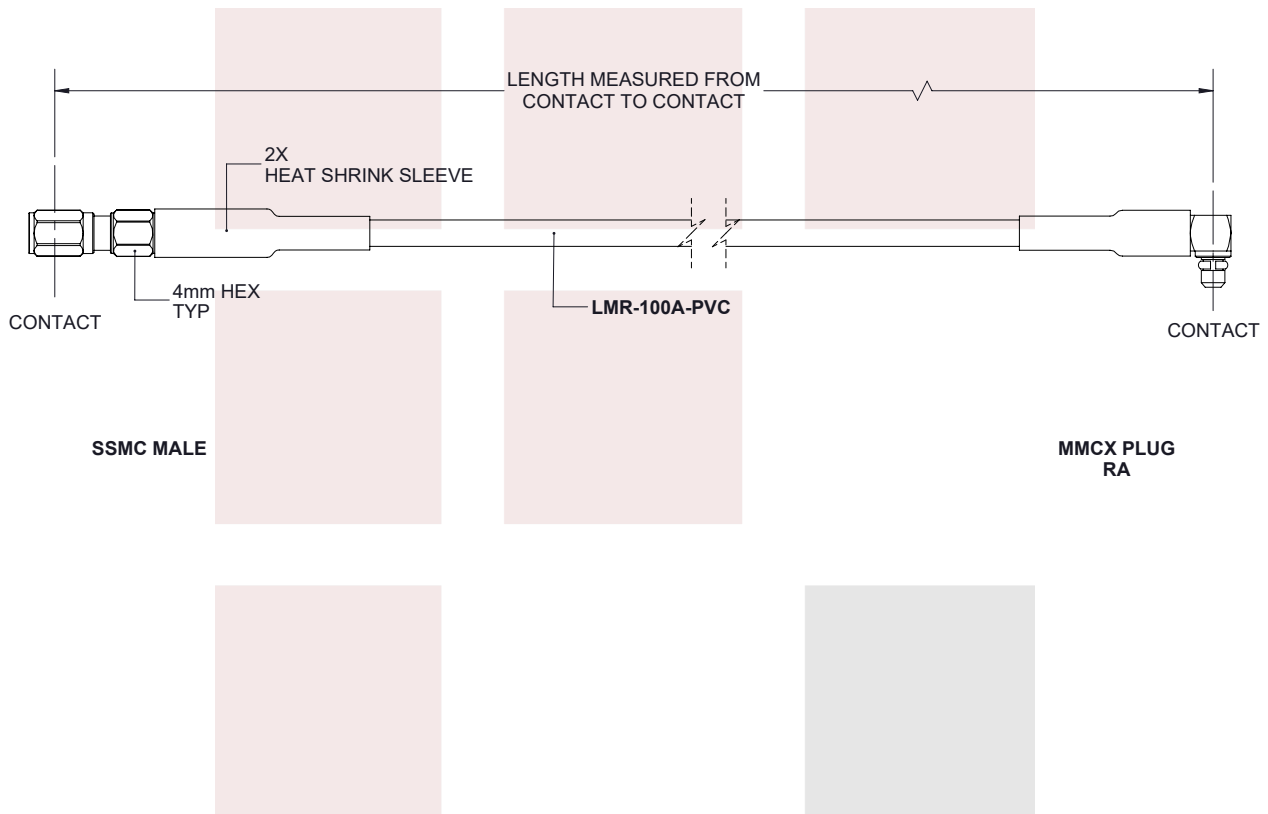 LENGTH MEASURED FROM
CONTACT TO CONTACT
2X
HEAT SHRINK SLEEVE
4mm HEX
TYP
LMR-100A-PVC
CONTACT
CONTACT
SSMC MALE
MMCX PLUG
RA